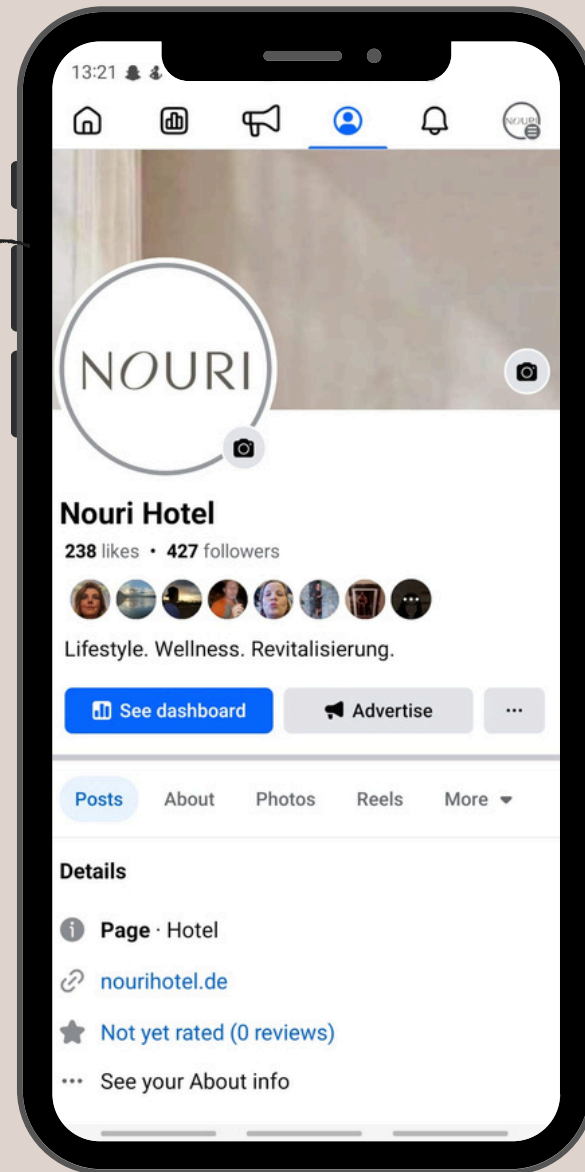 13:21
NOURI
NOURI
Nouri Hotel
238 likes • 427 followers
Lifestyle. Wellness. Revitalisierung.
See dashboard
Advertise
Posts
About
Photos
Reels
More
Details
Page · Hotel
nourihotel.de
Not yet rated (0 reviews)
See your About info